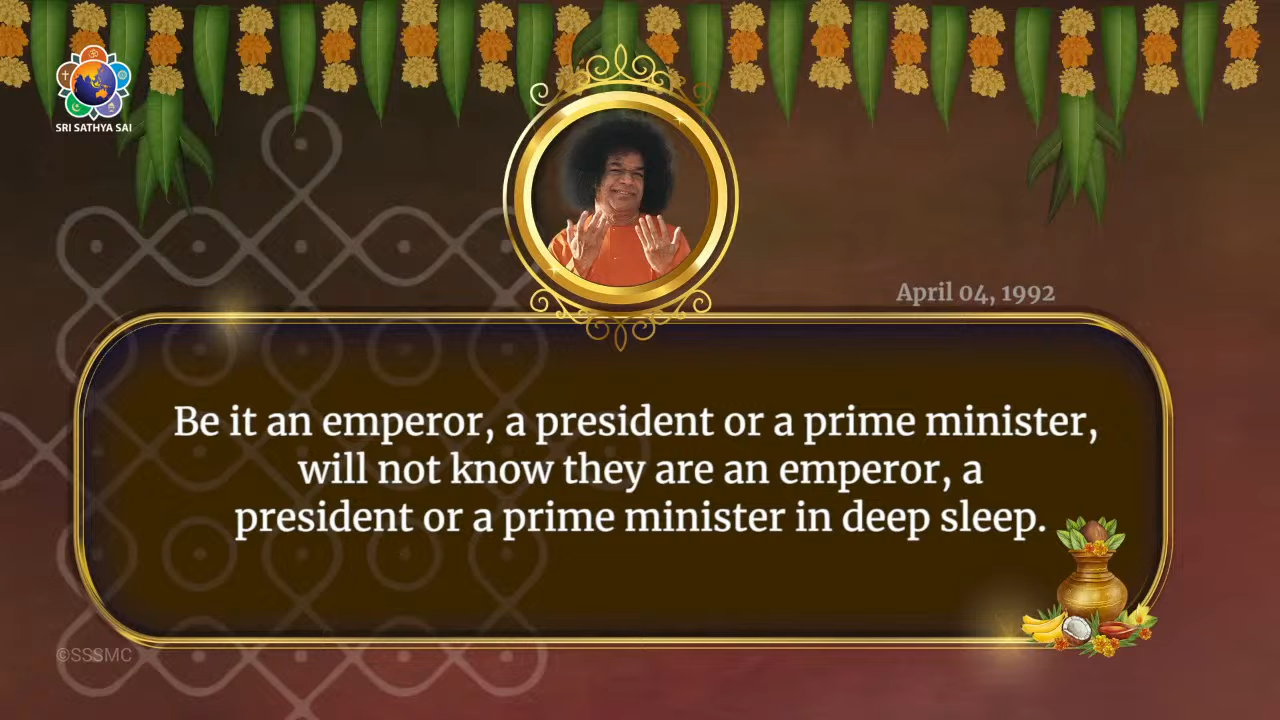 SRI SATHYA SAI
April 04, 1992
Be it an emperor, a president or a prime minister,
will not know they are an emperor, a
president or a prime minister in deep sleep.
©SSSMC